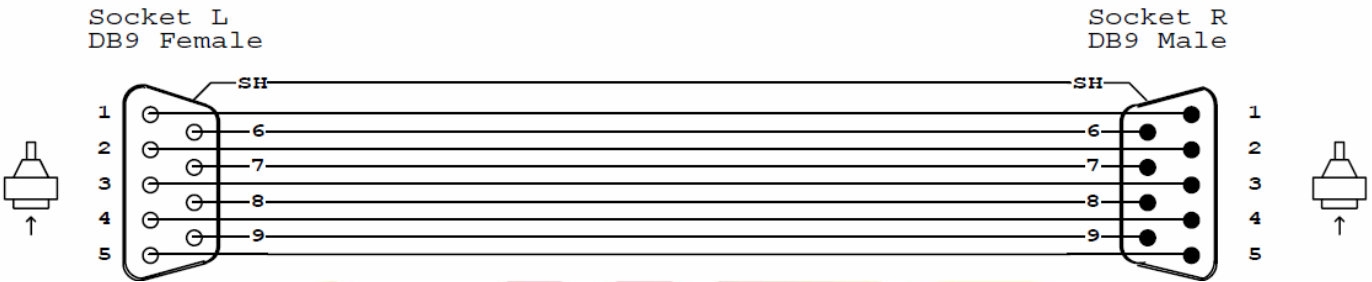 Socket L
DB9 Female
Socket R
DB9 Male
SH SH
1 1
6 6
2 2
7 7
3 3
8 8
4 4
9 9
5 5